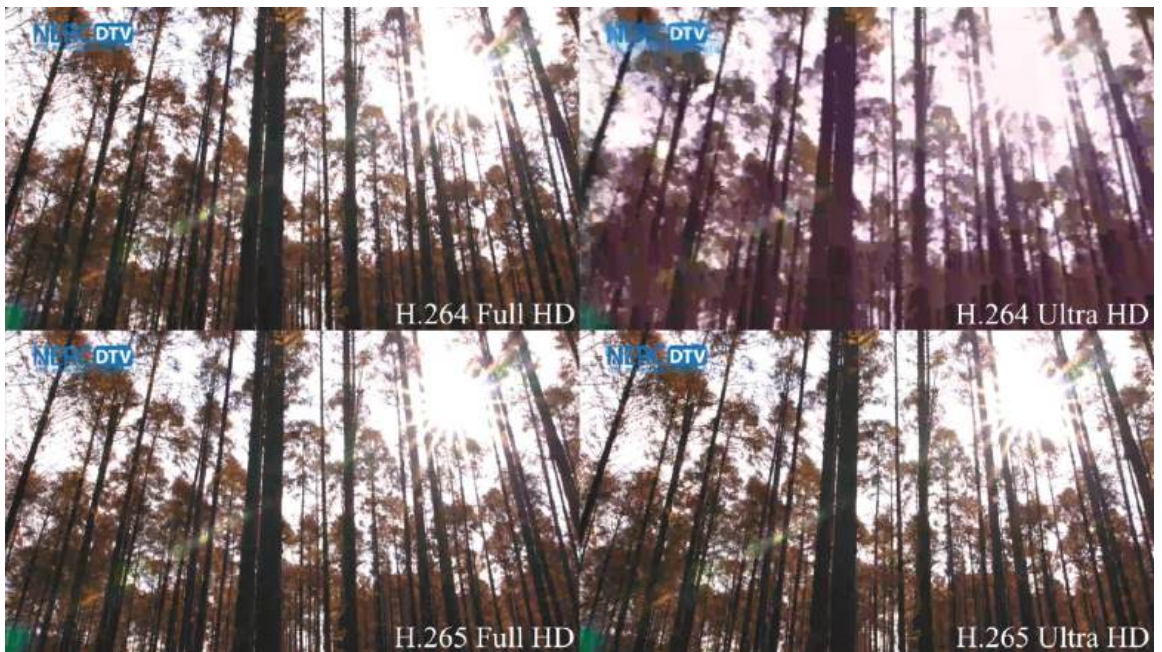 DTV
DTV
H.264 Full HD
H.264 Ultra HD
DTV
DTV
H.265 Full HD
H.265 Ultra HD